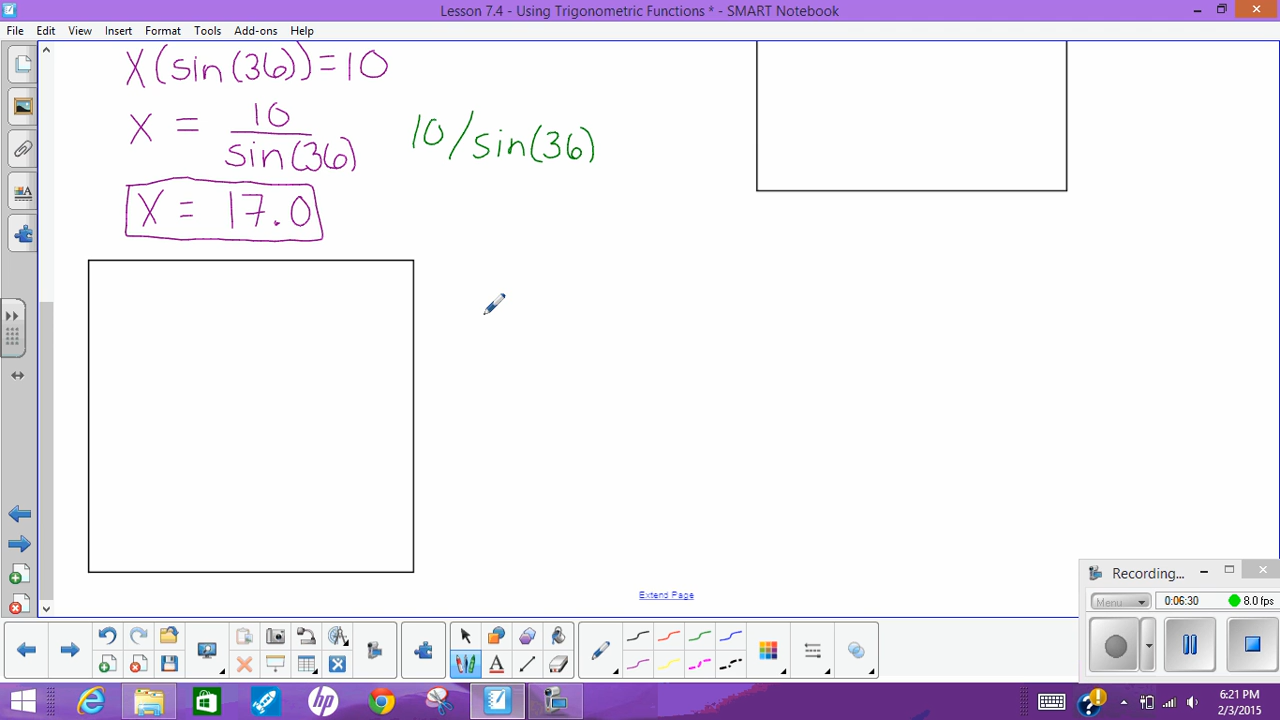 Lesson 7.4 - Using Trigonometric Functions * - SMART Notebook
File Edit View Insert Format Tools Add-ons Help
X(sin(36))=10
X = 10/sin(36)
10/sin(36)
X = 17.0
Extend Page
Recording...
Menu
0:06:30
8.0 fps
A
hp
6:21 PM
2/3/2015